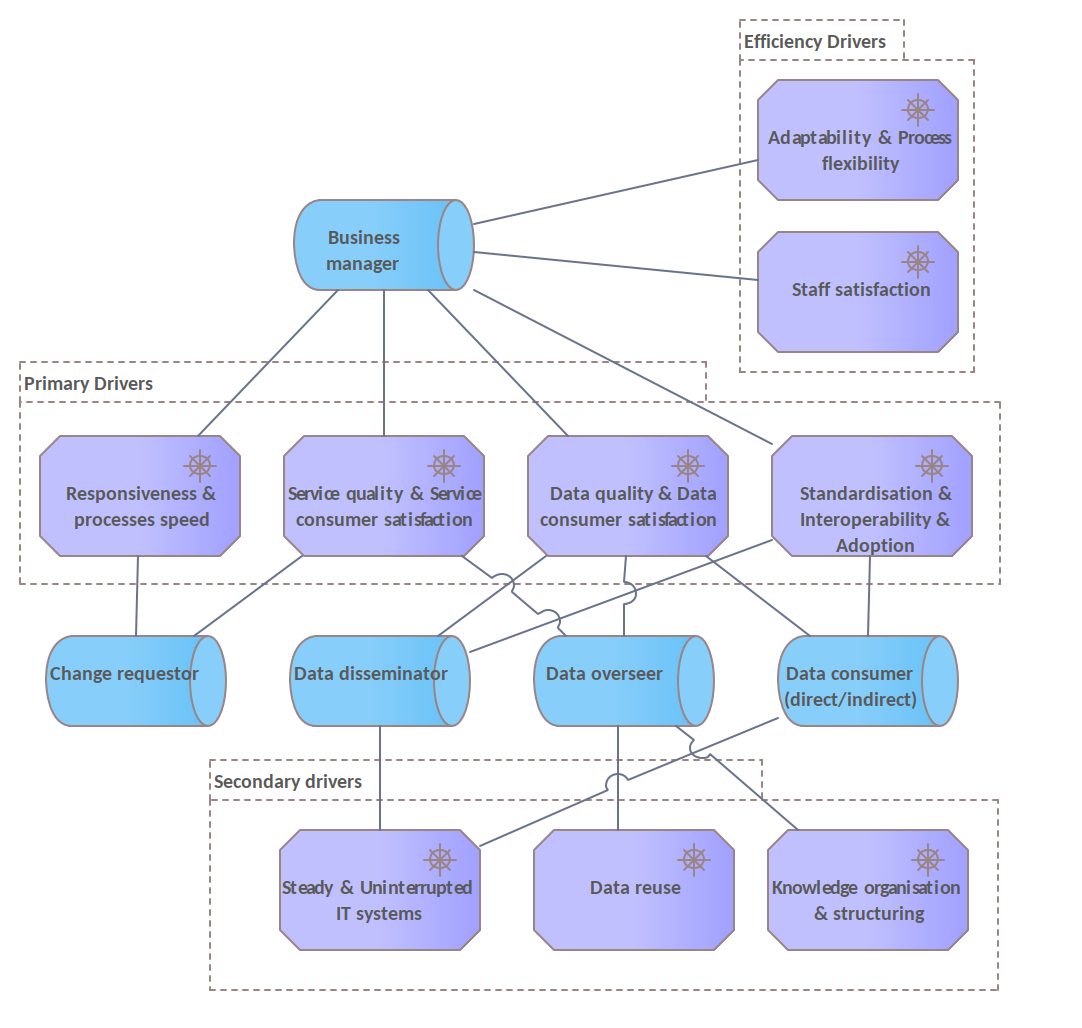 Efficiency Drivers
Adaptability & Process
flexibility
Business
manager
Staff satisfaction
Primary Drivers
Responsiveness &
processes speed
Service quality & Service
consumer satisfaction
Data quality & Data
consumer satisfaction
Standardisation &
Interoperability &
Adoption
Change requestor
Data disseminator
Data overseer
Data consumer
(direct/indirect)
Secondary drivers
Steady & Uninterrupted
IT systems
Data reuse
Knowledge organisation
& structuring